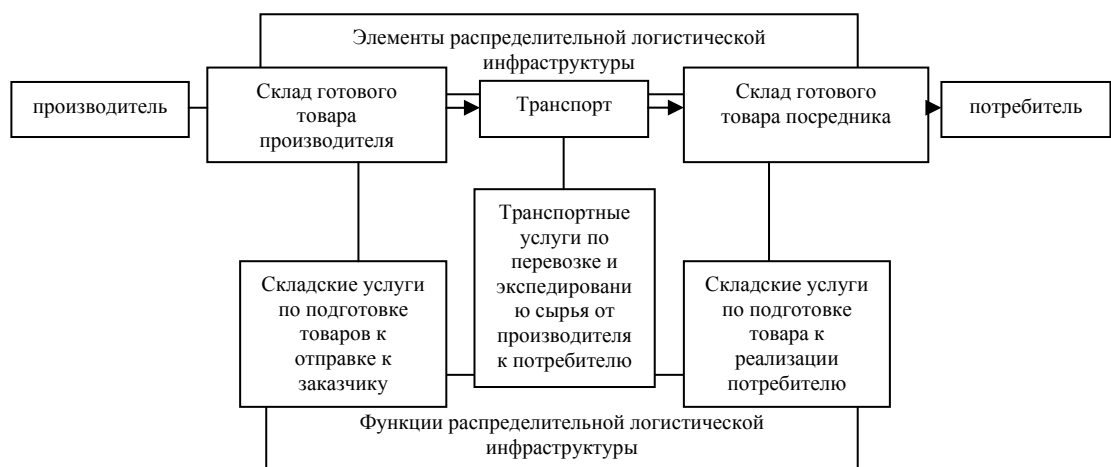 Элементы распределительной логистической
инфраструктуры
производитель
Склад готового
товара
производителя
Транспорт
Склад готового
товара посредника
потребитель
Складские услуги
по подготовке
товаров к
отправке к
заказчику
Транспортные
услуги по
перевозке и
экспедировани
ю сырья от
производителя
к потребителю
Складские услуги
по подготовке
товара к
реализации
потребителю
Функции распределительной логистической
инфраструктуры